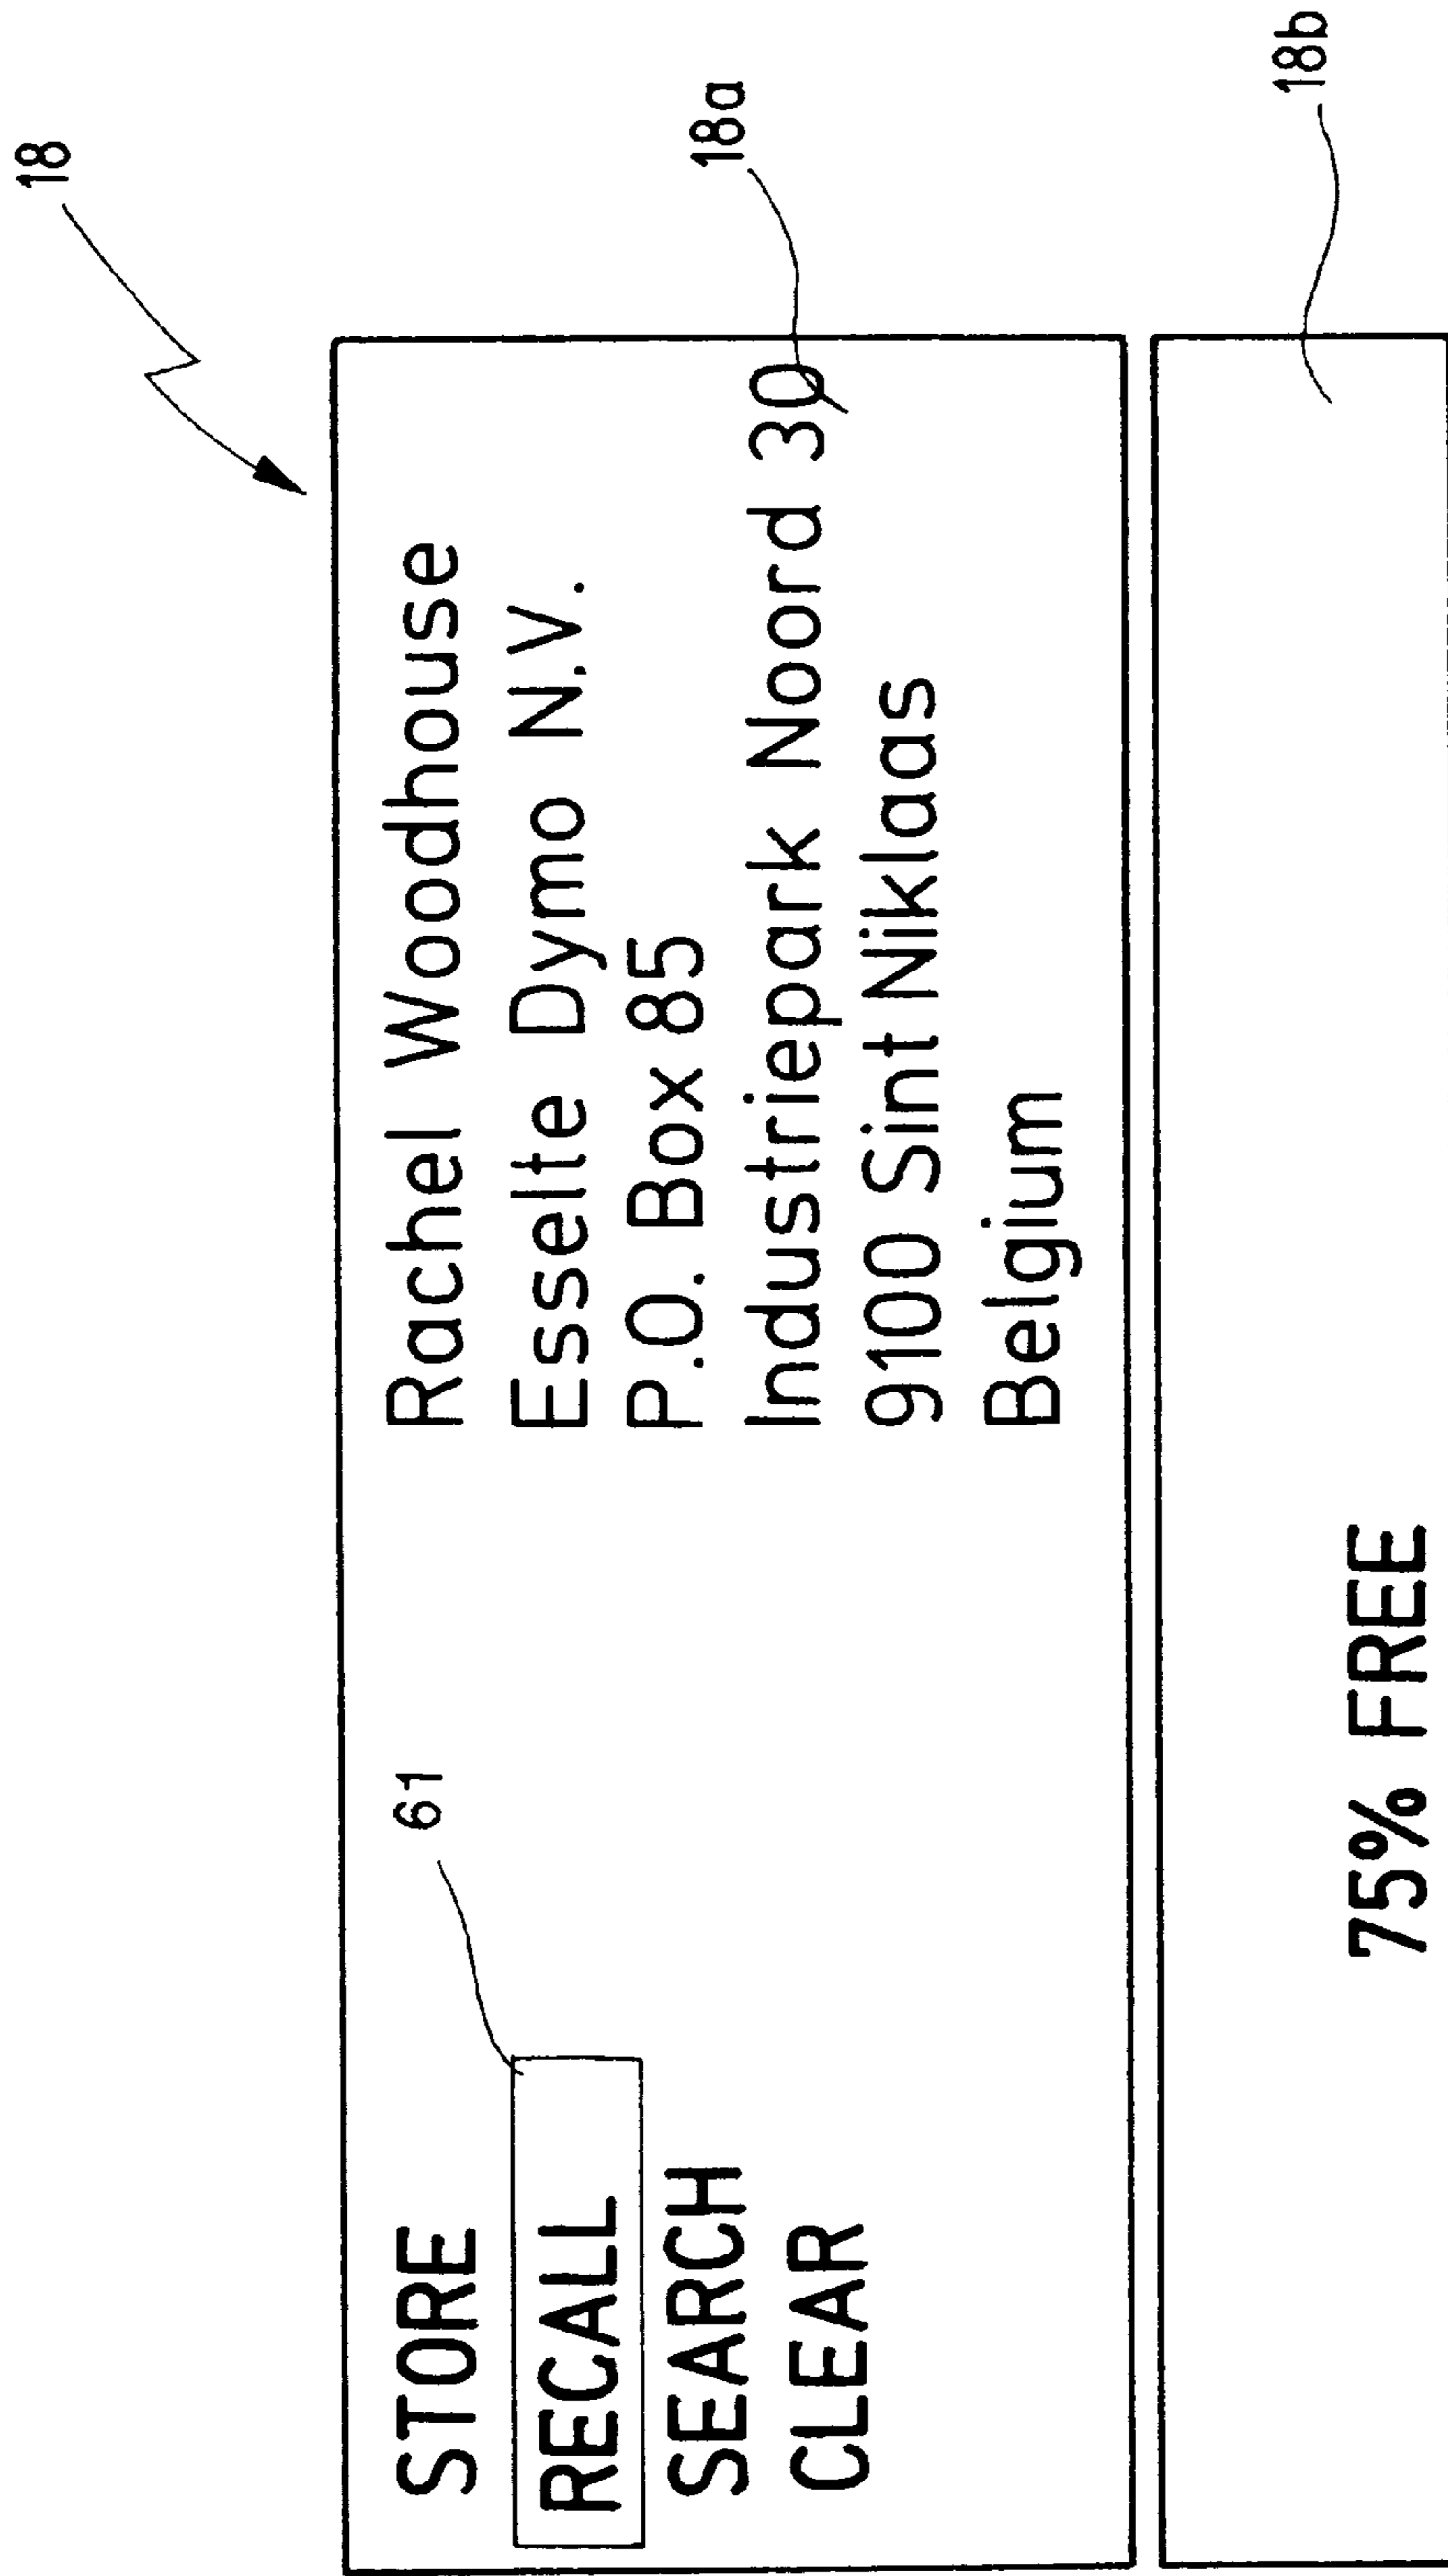 18
18a
18b
61
STORE
RECALL
SEARCH
CLEAR
Rachel Woodhouse
Esselte Dymo N.V.
P.O. Box 85
Industriepark Noord 30
9100 Sint Niklaas
Belgium
75% FREE